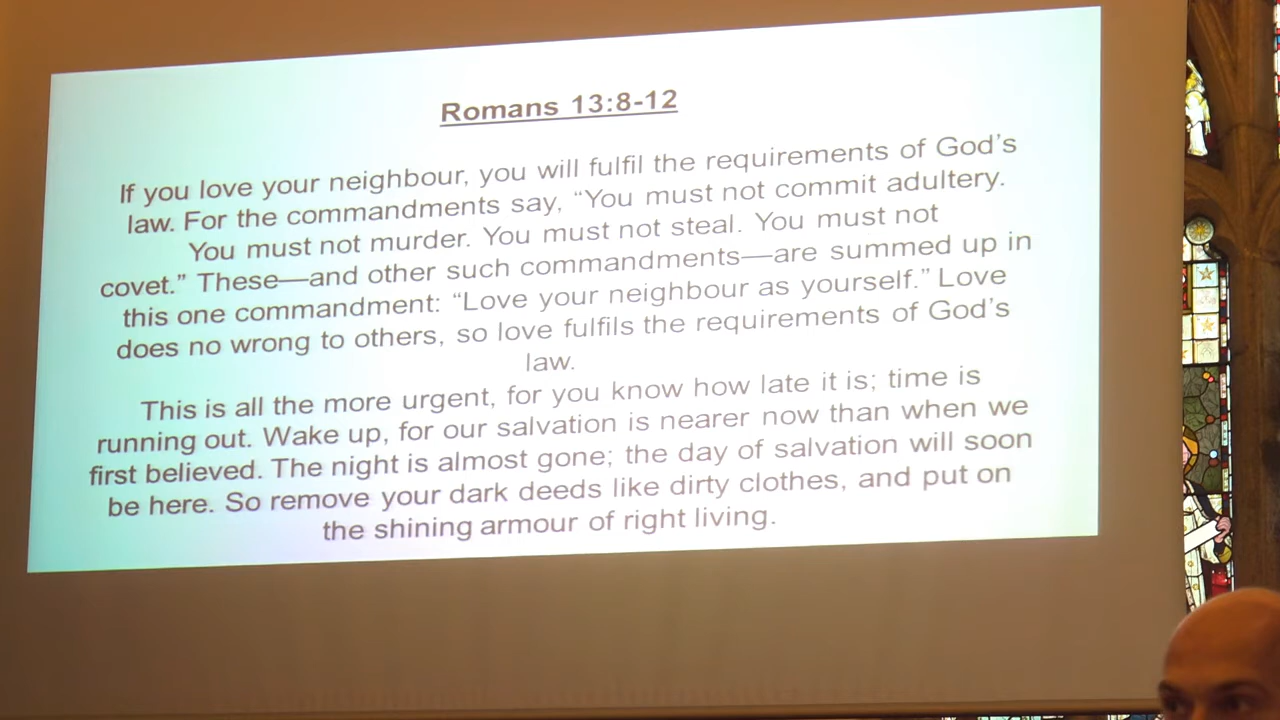 Romans 13:8-12
If you love your neighbour, you will fulfil the requirements of God's
law. For the commandments say, “You must not commit adultery.
You must not murder. You must not steal. You must not
covet.” These—and other such commandments—are summed up in
this one commandment: “Love your neighbour as yourself.” Love
does no wrong to others, so love fulfils the requirements of God's
law.
This is all the more urgent, for you know how late it is; time is
running out. Wake up, for our salvation is nearer now than when we
first believed. The night is almost gone; the day of salvation will soon
be here. So remove your dark deeds like dirty clothes, and put on
the shining armour of right living.